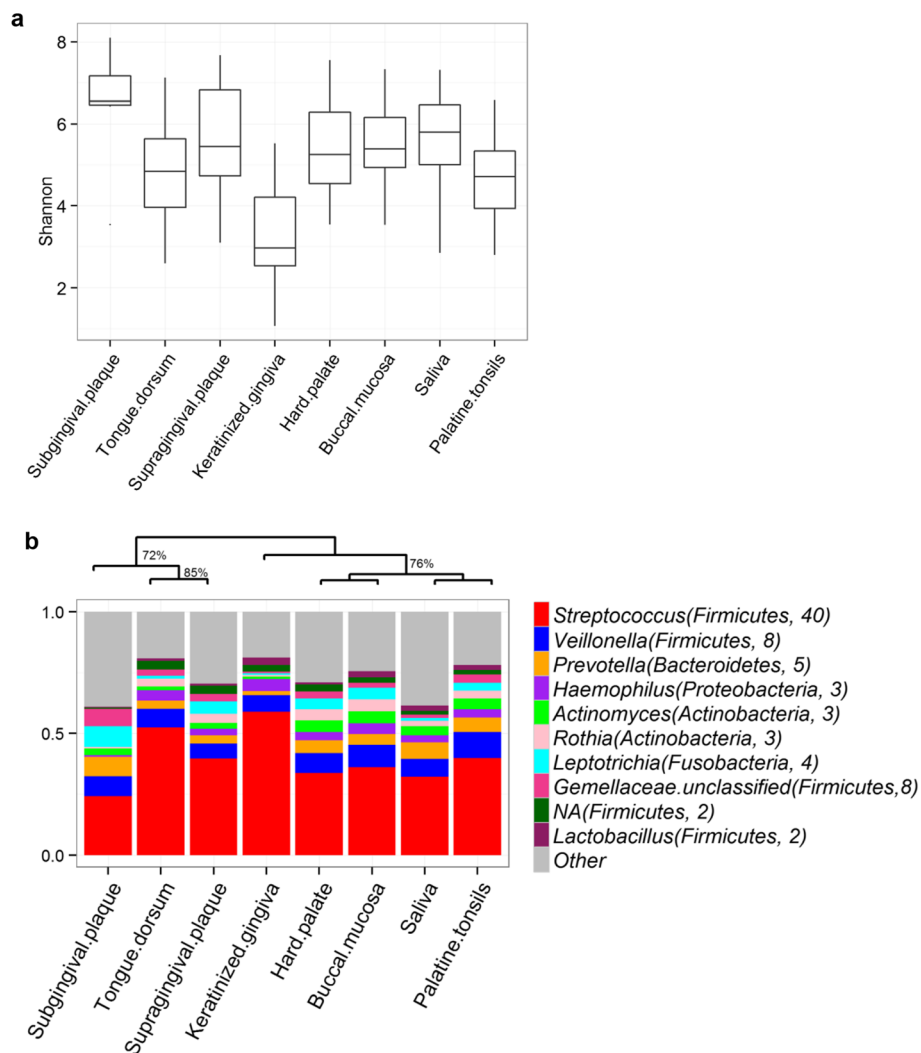 a
8
6
4
2
Shannon
Subgingival.plaque
Tongue.dorsum
Supragingival.plaque
Keratinized.gingiva
Hard.palate
Buccal.mucosa
Saliva
Palatine.tonsils
b
72%
85%
76%
1.0
0.5
0.0
Subgingival.plaque
Tongue.dorsum
Supragingival.plaque
Keratinized.gingiva
Hard.palate
Buccal.mucosa
Saliva
Palatine.tonsils
Streptococcus(Firmicutes, 40)
Veillonella(Firmicutes, 8)
Prevotella(Bacteroidetes, 5)
Haemophilus(Proteobacteria, 3)
Actinomyces(Actinobacteria, 3)
Rothia(Actinobacteria, 3)
Leptotrichia(Fusobacteria, 4)
Gemellaceae.unclassified(Firmicutes,8)
NA(Firmicutes, 2)
Lactobacillus(Firmicutes, 2)
Other